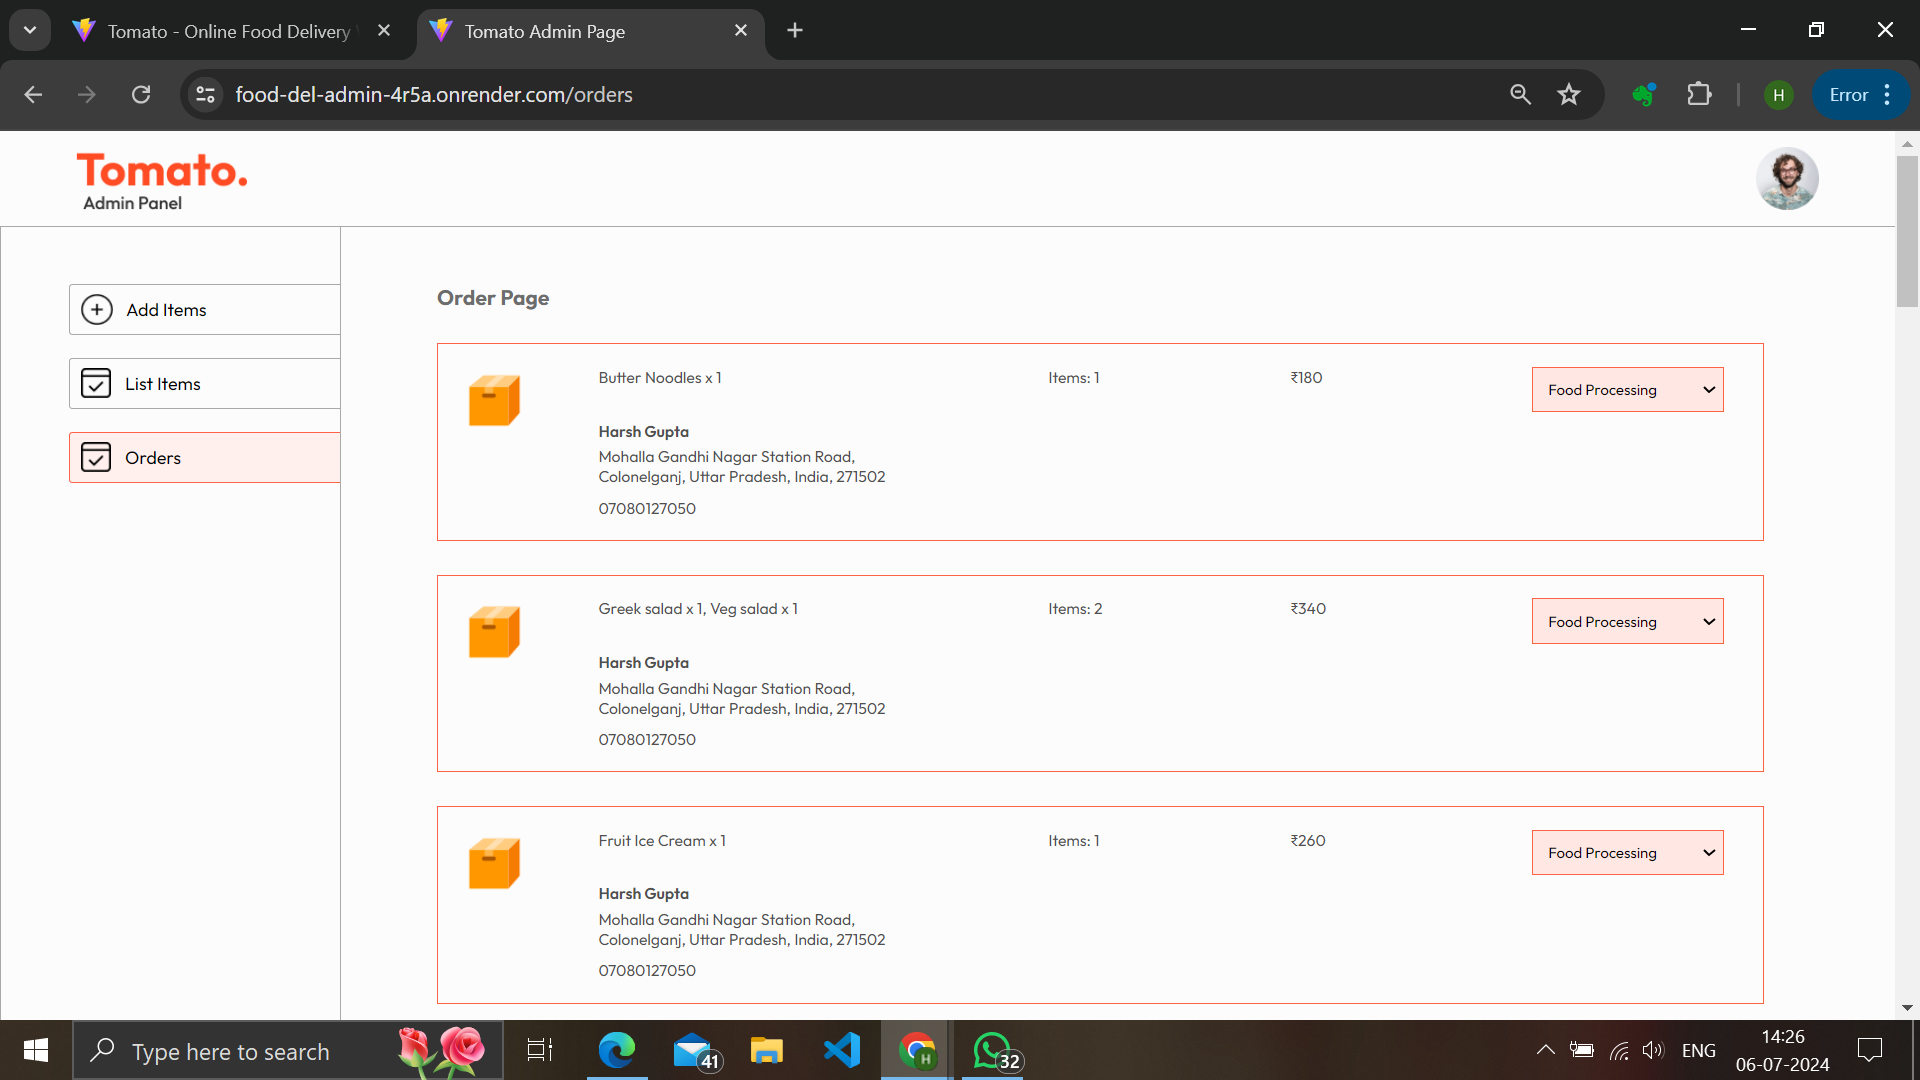 Tomato - Online Food Delivery
Tomato Admin Page
food-del-admin-4r5a.onrender.com/orders
H
Error
Tomato.
Admin Panel
Add Items
List Items
Orders
Order Page
Butter Noodles x 1
Items: 1
₹180
Food Processing
Harsh Gupta
Mohalla Gandhi Nagar Station Road,
Colonelganj, Uttar Pradesh, India, 271502
07080127050
Greek salad x 1, Veg salad x 1
Items: 2
₹340
Food Processing
Harsh Gupta
Mohalla Gandhi Nagar Station Road,
Colonelganj, Uttar Pradesh, India, 271502
07080127050
Fruit Ice Cream x 1
Items: 1
₹260
Food Processing
Harsh Gupta
Mohalla Gandhi Nagar Station Road,
Colonelganj, Uttar Pradesh, India, 271502
07080127050
Type here to search
41
H
32
ENG
14:26
06-07-2024